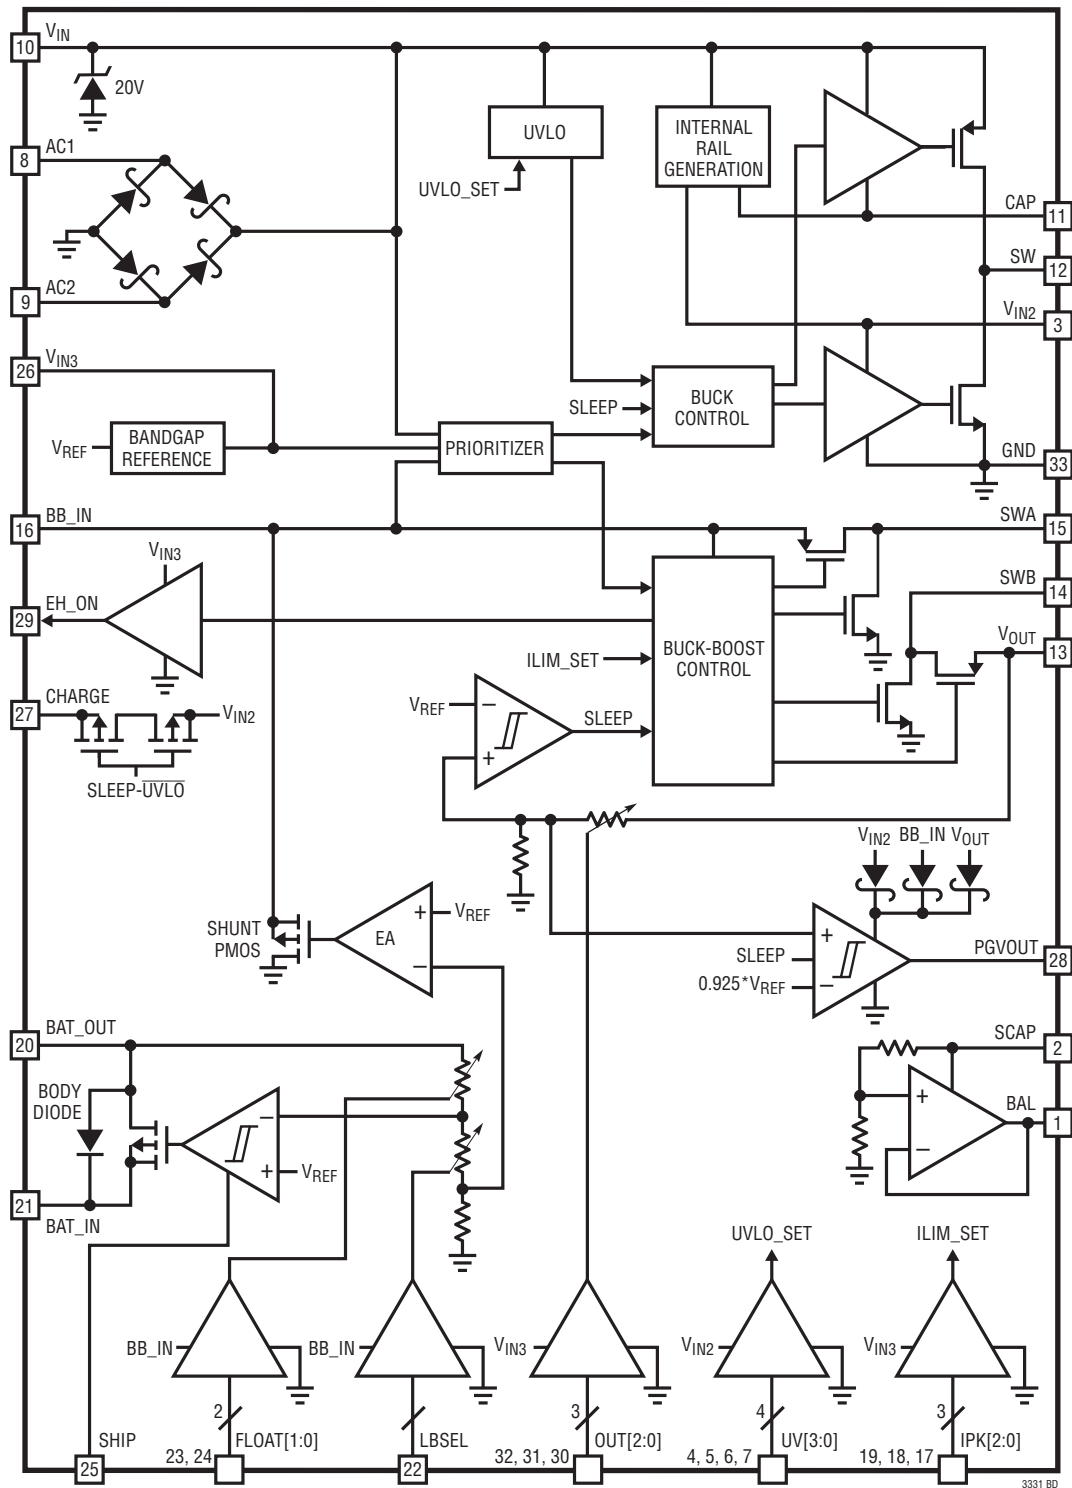 10
VIN
20V
8
AC1
9
AC2
UVLO
UVLO_SET
INTERNAL
RAIL
GENERATION
CAP
11
SW
12
VIN2
3
26
VIN3
VREF
BANDGAP
REFERENCE
PRIORITIZER
SLEEP
BUCK
CONTROL
GND
33
16
BB_IN
SWA
15
VIN3
29
EH_ON
SWB
14
VOUT
13
ILIM_SET
BUCK-BOOST
CONTROL
27
CHARGE
VIN2
SLEEP-UVLO
VREF
–
+
SLEEP
VIN2
BB_IN
VOUT
SHUNT
PMOS
EA
+
–
VREF
+
–
SLEEP
0.925*VREF
PGVOUT
28
20
BAT_OUT
SCAP
2
BODY
DIODE
–
+
VREF
+
–
BAL
1
21
BAT_IN
UVLO_SET
ILIM_SET
BB_IN
BB_IN
VIN3
VIN2
VIN3
2
3
4
3
SHIP
25
23, 24
FLOAT[1:0]
LBSEL
22
32, 31, 30
OUT[2:0]
4, 5, 6, 7
UV[3:0]
19, 18, 17
IPK[2:0]
3331 BD